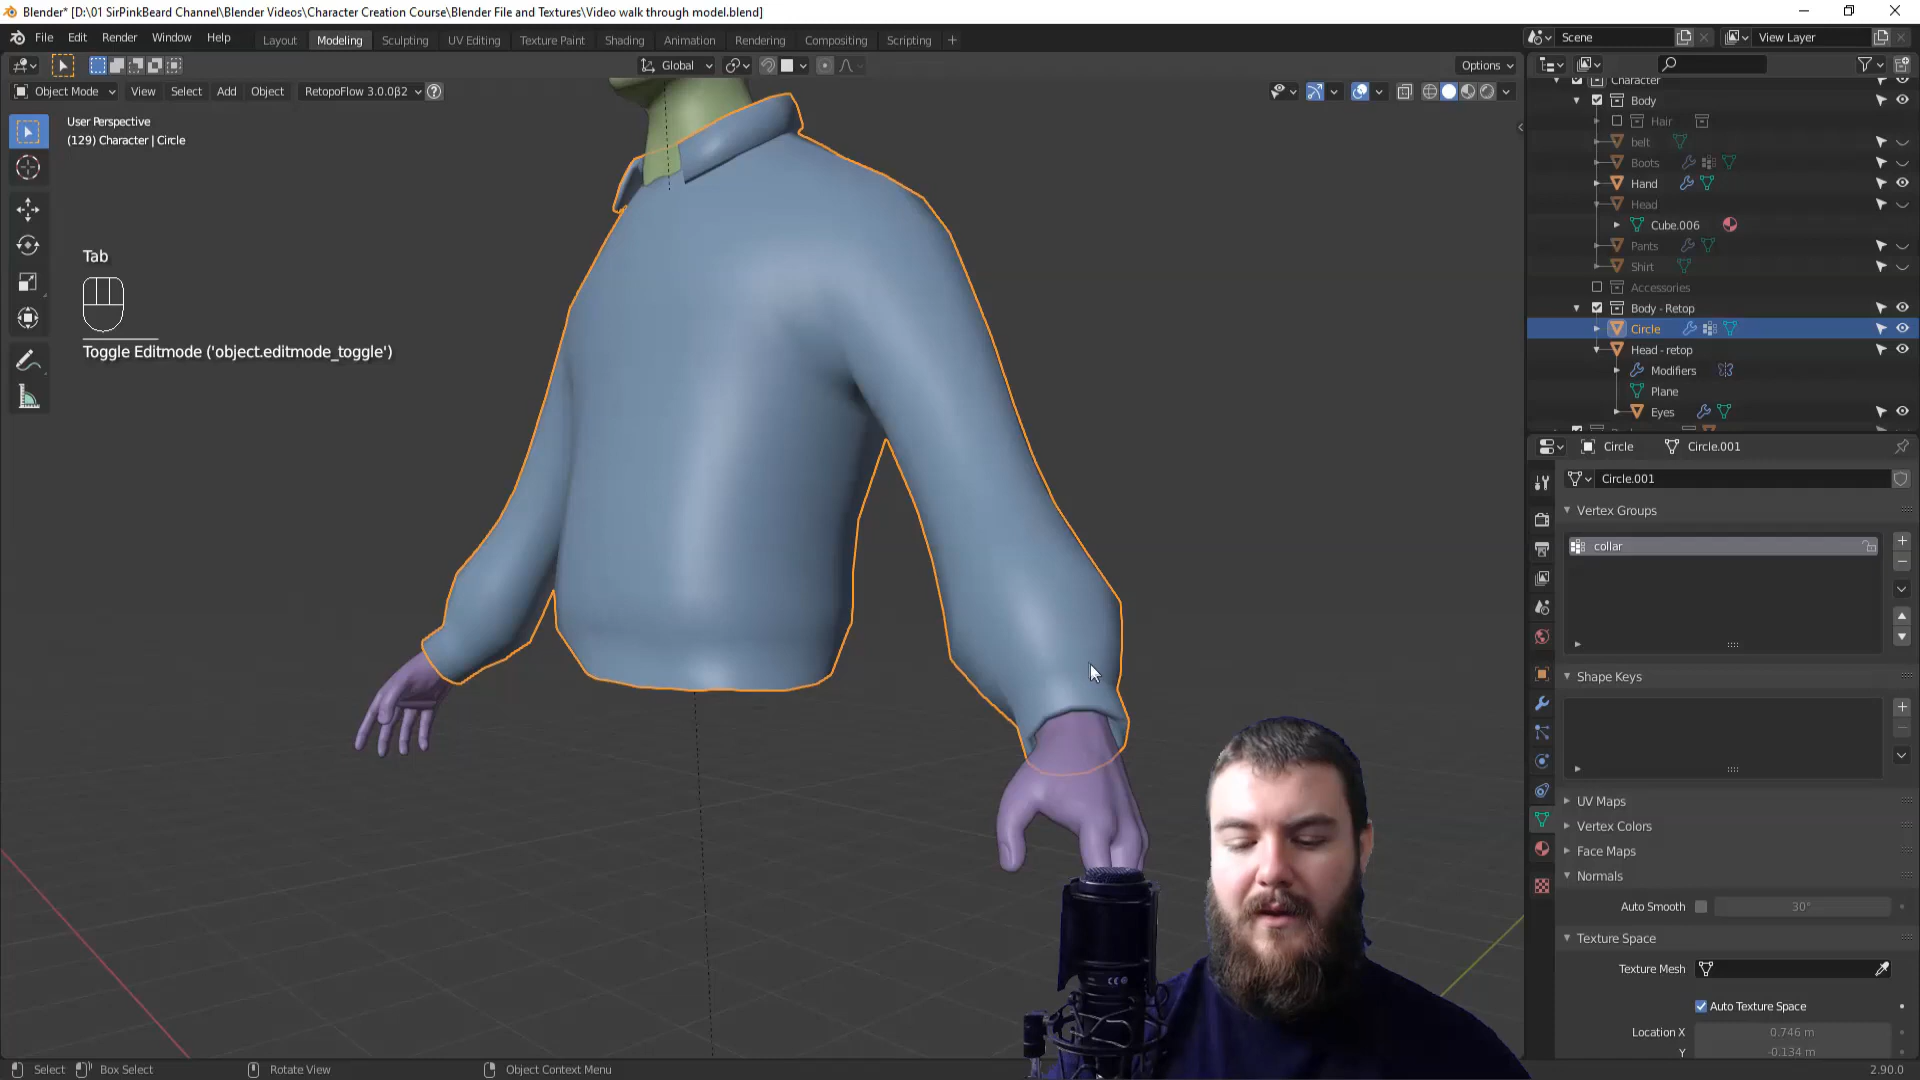 Blender* [D:\01 SirPinkBeard Channel\Blender Videos\Character Creation Course\Blender File and Textures\Video walk through model.blend]
File Edit Render Window Help Layout Modeling Sculpting UV Editing Texture Paint Shading Animation Rendering Compositing Scripting + Scene View Layer
Global Options
Object Mode View Select Add Object RetopoFlow 3.0.0β2 ?
User Perspective
(129) Character | Circle
Tab
Toggle Editmode ('object.editmode_toggle')
Character
Body
Hair
belt
Boots
Hand
Head
Cube.006
Pants
Shirt
Accessories
Body - Retop
Circle
Head - retop
Modifiers
Plane
Eyes
Circle Circle.001
Circle.001
Vertex Groups
collar
Shape Keys
UV Maps
Vertex Colors
Face Maps
Normals
Auto Smooth 30°
Texture Space
Texture Mesh
Auto Texture Space
Location X 0.746 m
Y -0.134 m
Select Box Select Rotate View Object Context Menu 2.90.0